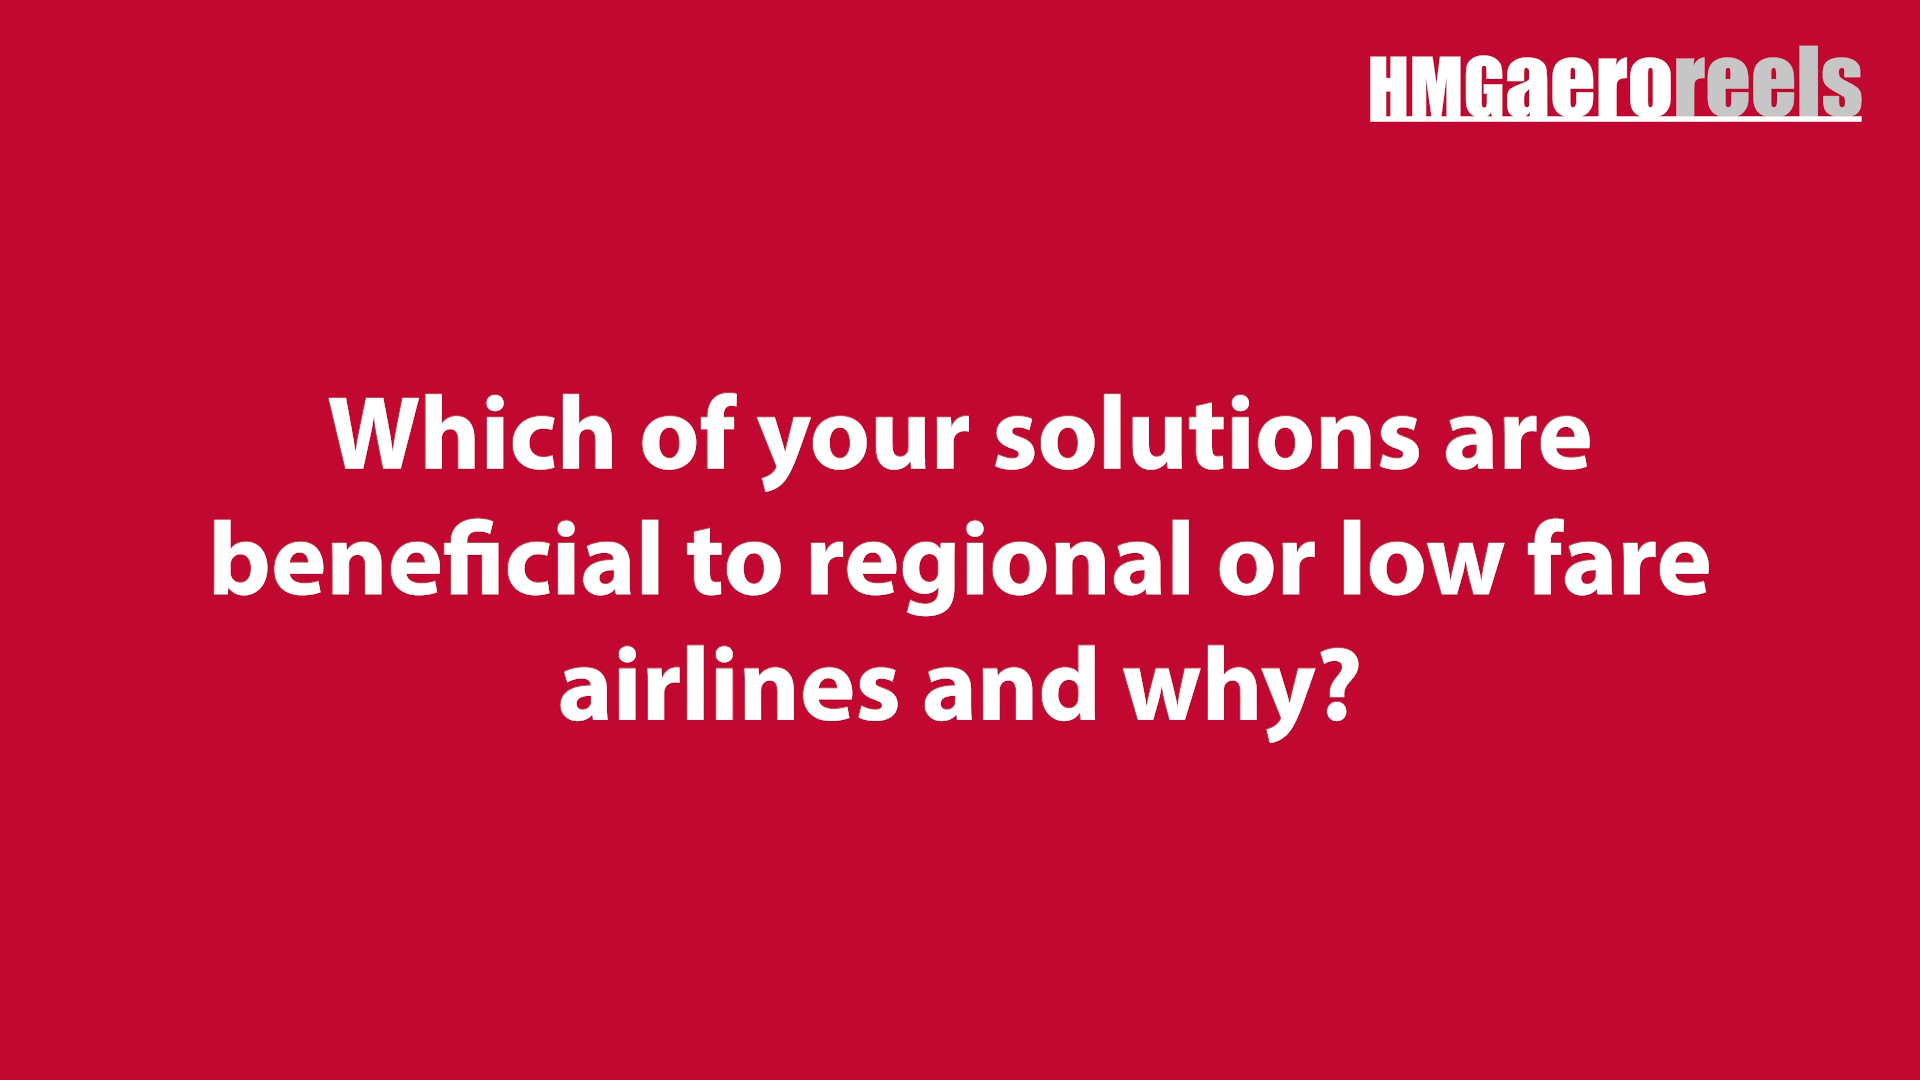 HMGaeroreels
Which of your solutions are
beneficial to regional or low fare
airlines and why?